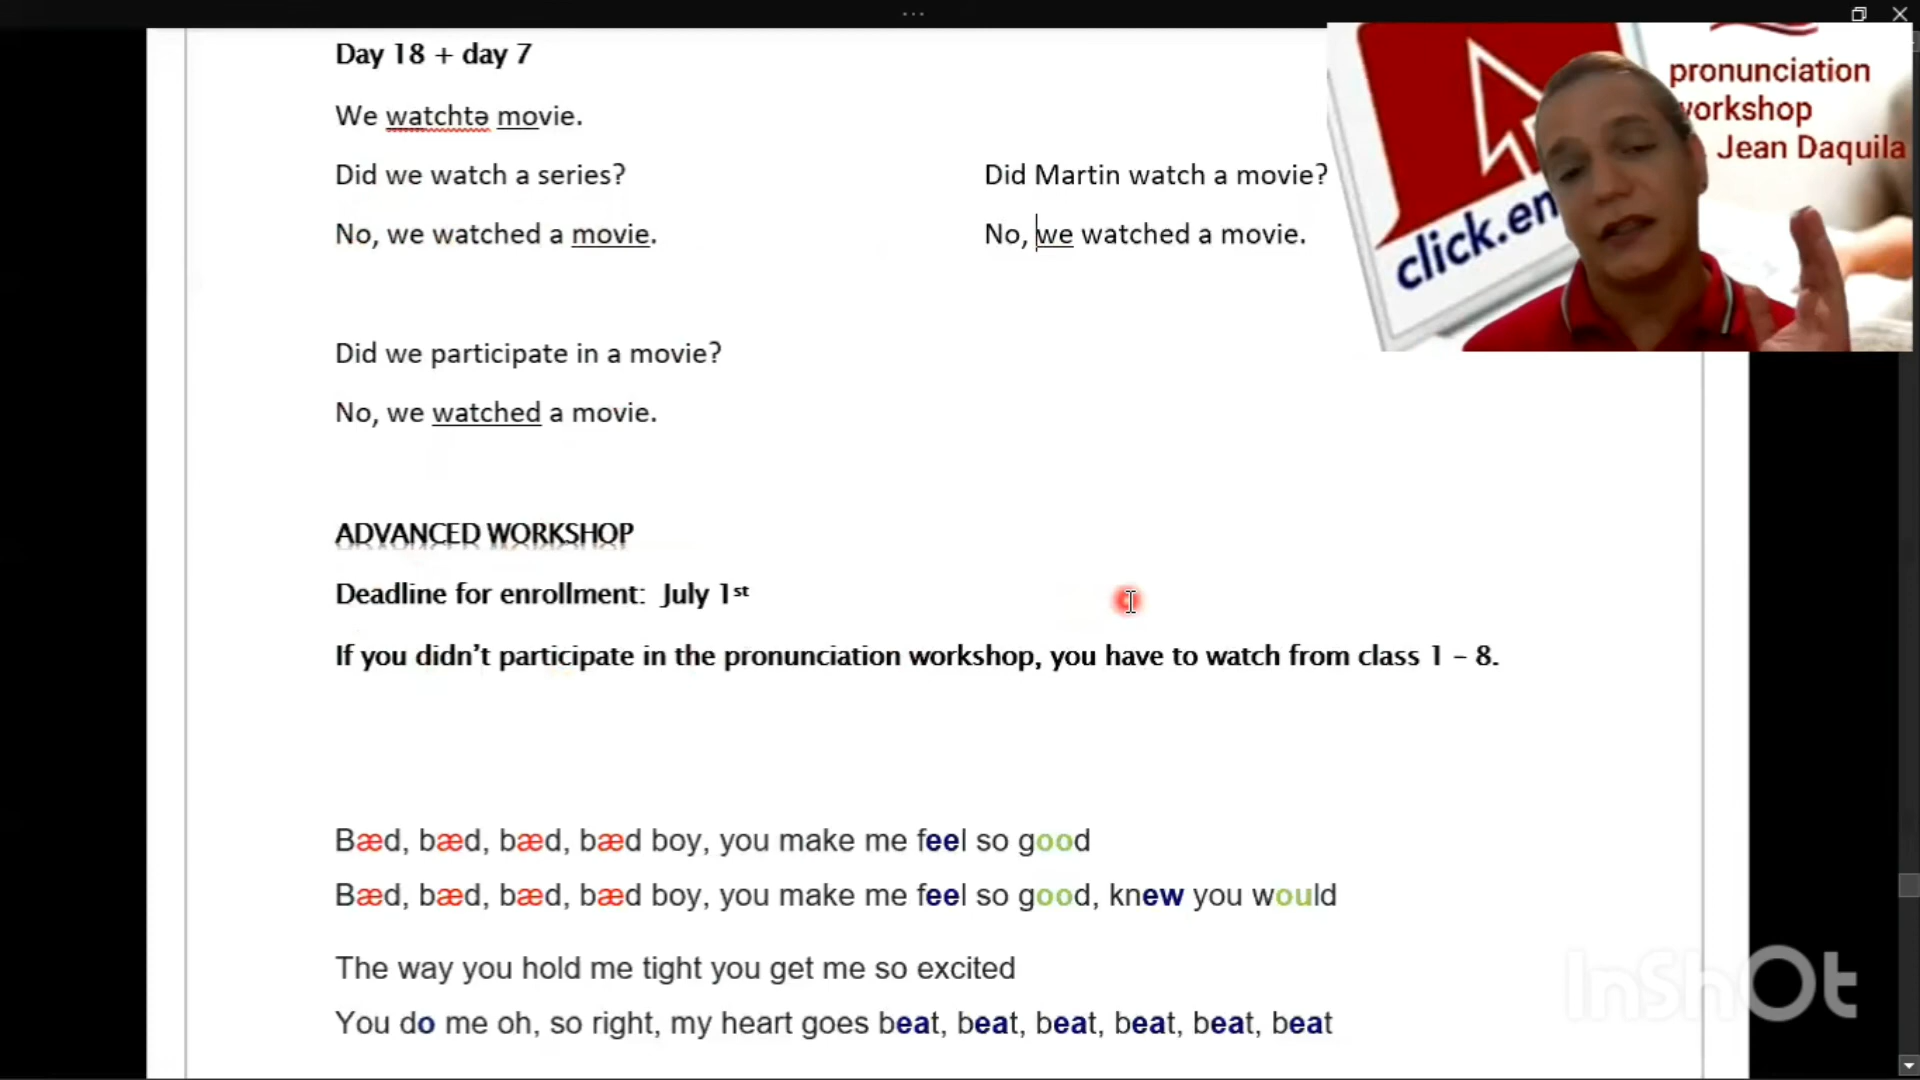 Day 18 + day 7
We watchtə movie.
Did we watch a series?
Did Martin watch a movie?
No, we watched a movie.
No, we watched a movie.
Did we participate in a movie?
No, we watched a movie.
ADVANCED WORKSHOP
Deadline for enrollment: July 1st
If you didn't participate in the pronunciation workshop, you have to watch from class 1 – 8.
Bæd, bæd, bæd, bæd boy, you make me feel so good
Bæd, bæd, bæd, bæd boy, you make me feel so good, knew you would
The way you hold me tight you get me so excited
You do me oh, so right, my heart goes beat, beat, beat, beat, beat, beat
pronunciation
workshop
Jean Daquila
click.en
InShOt